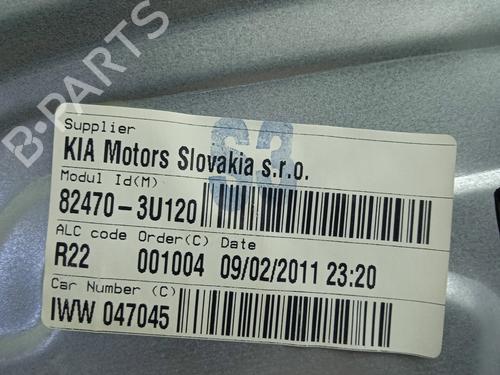 B-PARTS
S3
Supplier
KIA Motors Slovakia s.r.o.
Modul Id(M)
82470-3U120
ALC code Order(C) Date
R22 001004 09/02/2011 23:20
Car Number (C)
IWW 047045